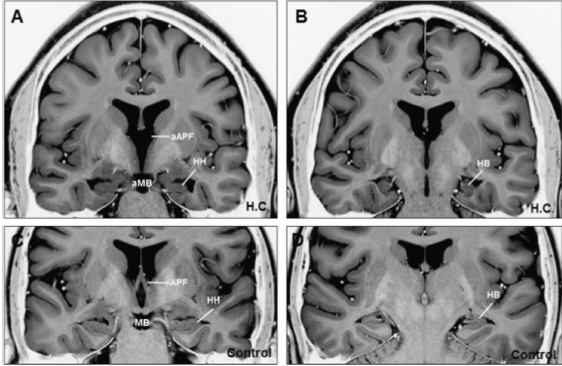 A
aAPF
HH
aMB
H.C.
B
HB
H.C.
C
APF
HH
MB
Control
D
HB
Control